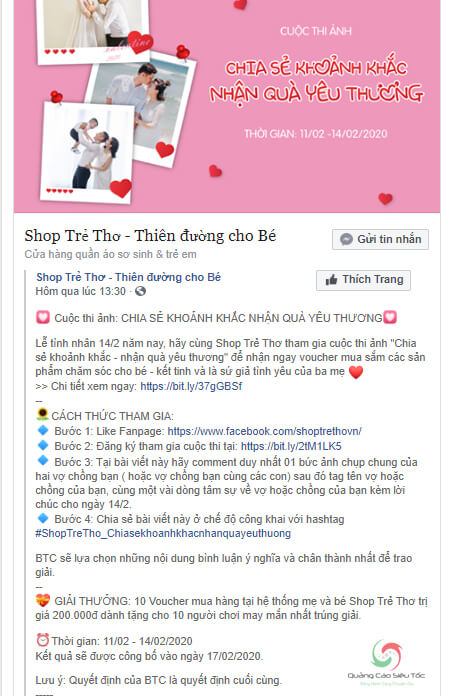 valentine
2020
CUỘC THI ẢNH
CHIA SẺ KHOẢNH KHẮC
NHẬN QUÀ YÊU THƯƠNG
THỜI GIAN: 11/02 -14/02/2020
Shop Trẻ Thơ - Thiên đường cho Bé
Cửa hàng quần áo sơ sinh & trẻ em
Gửi tin nhắn
Shop Trẻ Thơ - Thiên đường cho Bé
Hôm qua lúc 13:30 ·
Thích Trang
Cuộc thi ảnh: CHIA SẺ KHOẢNH KHẮC NHẬN QUÀ YÊU THƯƠNG
Lễ tình nhân 14/2 năm nay, hãy cùng Shop Trẻ Thơ tham gia cuộc thi ảnh "Chia
sẻ khoảnh khắc - nhận quà yêu thương" để nhận ngay voucher mua sắm các sản
phẩm chăm sóc cho bé - kết tinh và là sứ giả tình yêu của ba mẹ
>> Chi tiết xem ngay: https://bit.ly/37gGBSf
--
CÁCH THỨC THAM GIA:
Bước 1: Like Fanpage: https://www.facebook.com/shoptrethovn/
Bước 2: Đăng ký tham gia cuộc thi tại: https://bit.ly/2tM1LK5
Bước 3: Tại bài viết này hãy comment duy nhất 01 bức ảnh chụp chung của
hai vợ chồng bạn ( hoặc vợ chồng bạn cùng các con) sau đó tag tên vợ hoặc
chồng của bạn, cùng một vài dòng tâm sự về vợ hoặc chồng của bạn kèm lời
chúc cho ngày 14/2.
Bước 4: Chia sẻ bài viết này ở chế độ công khai với hashtag
#ShopTreTho_Chiasekhoanhkhacnhanquayeuthuong
BTC sẽ lựa chọn những nội dung bình luận ý nghĩa và chân thành nhất để trao
giải.
--
GIẢI THƯỞNG: 10 Voucher mua hàng tại hệ thống mẹ và bé Shop Trẻ Thơ trị
giá 200.000đ dành tặng cho 10 người chơi may mắn nhất trúng giải.
Thời gian: 11/02 - 14/02/2020
Kết quả sẽ được công bố vào ngày 17/02/2020.
Lưu ý: Quyết định của BTC là quyết định cuối cùng.
-----
Quảng Cáo Siêu Tốc